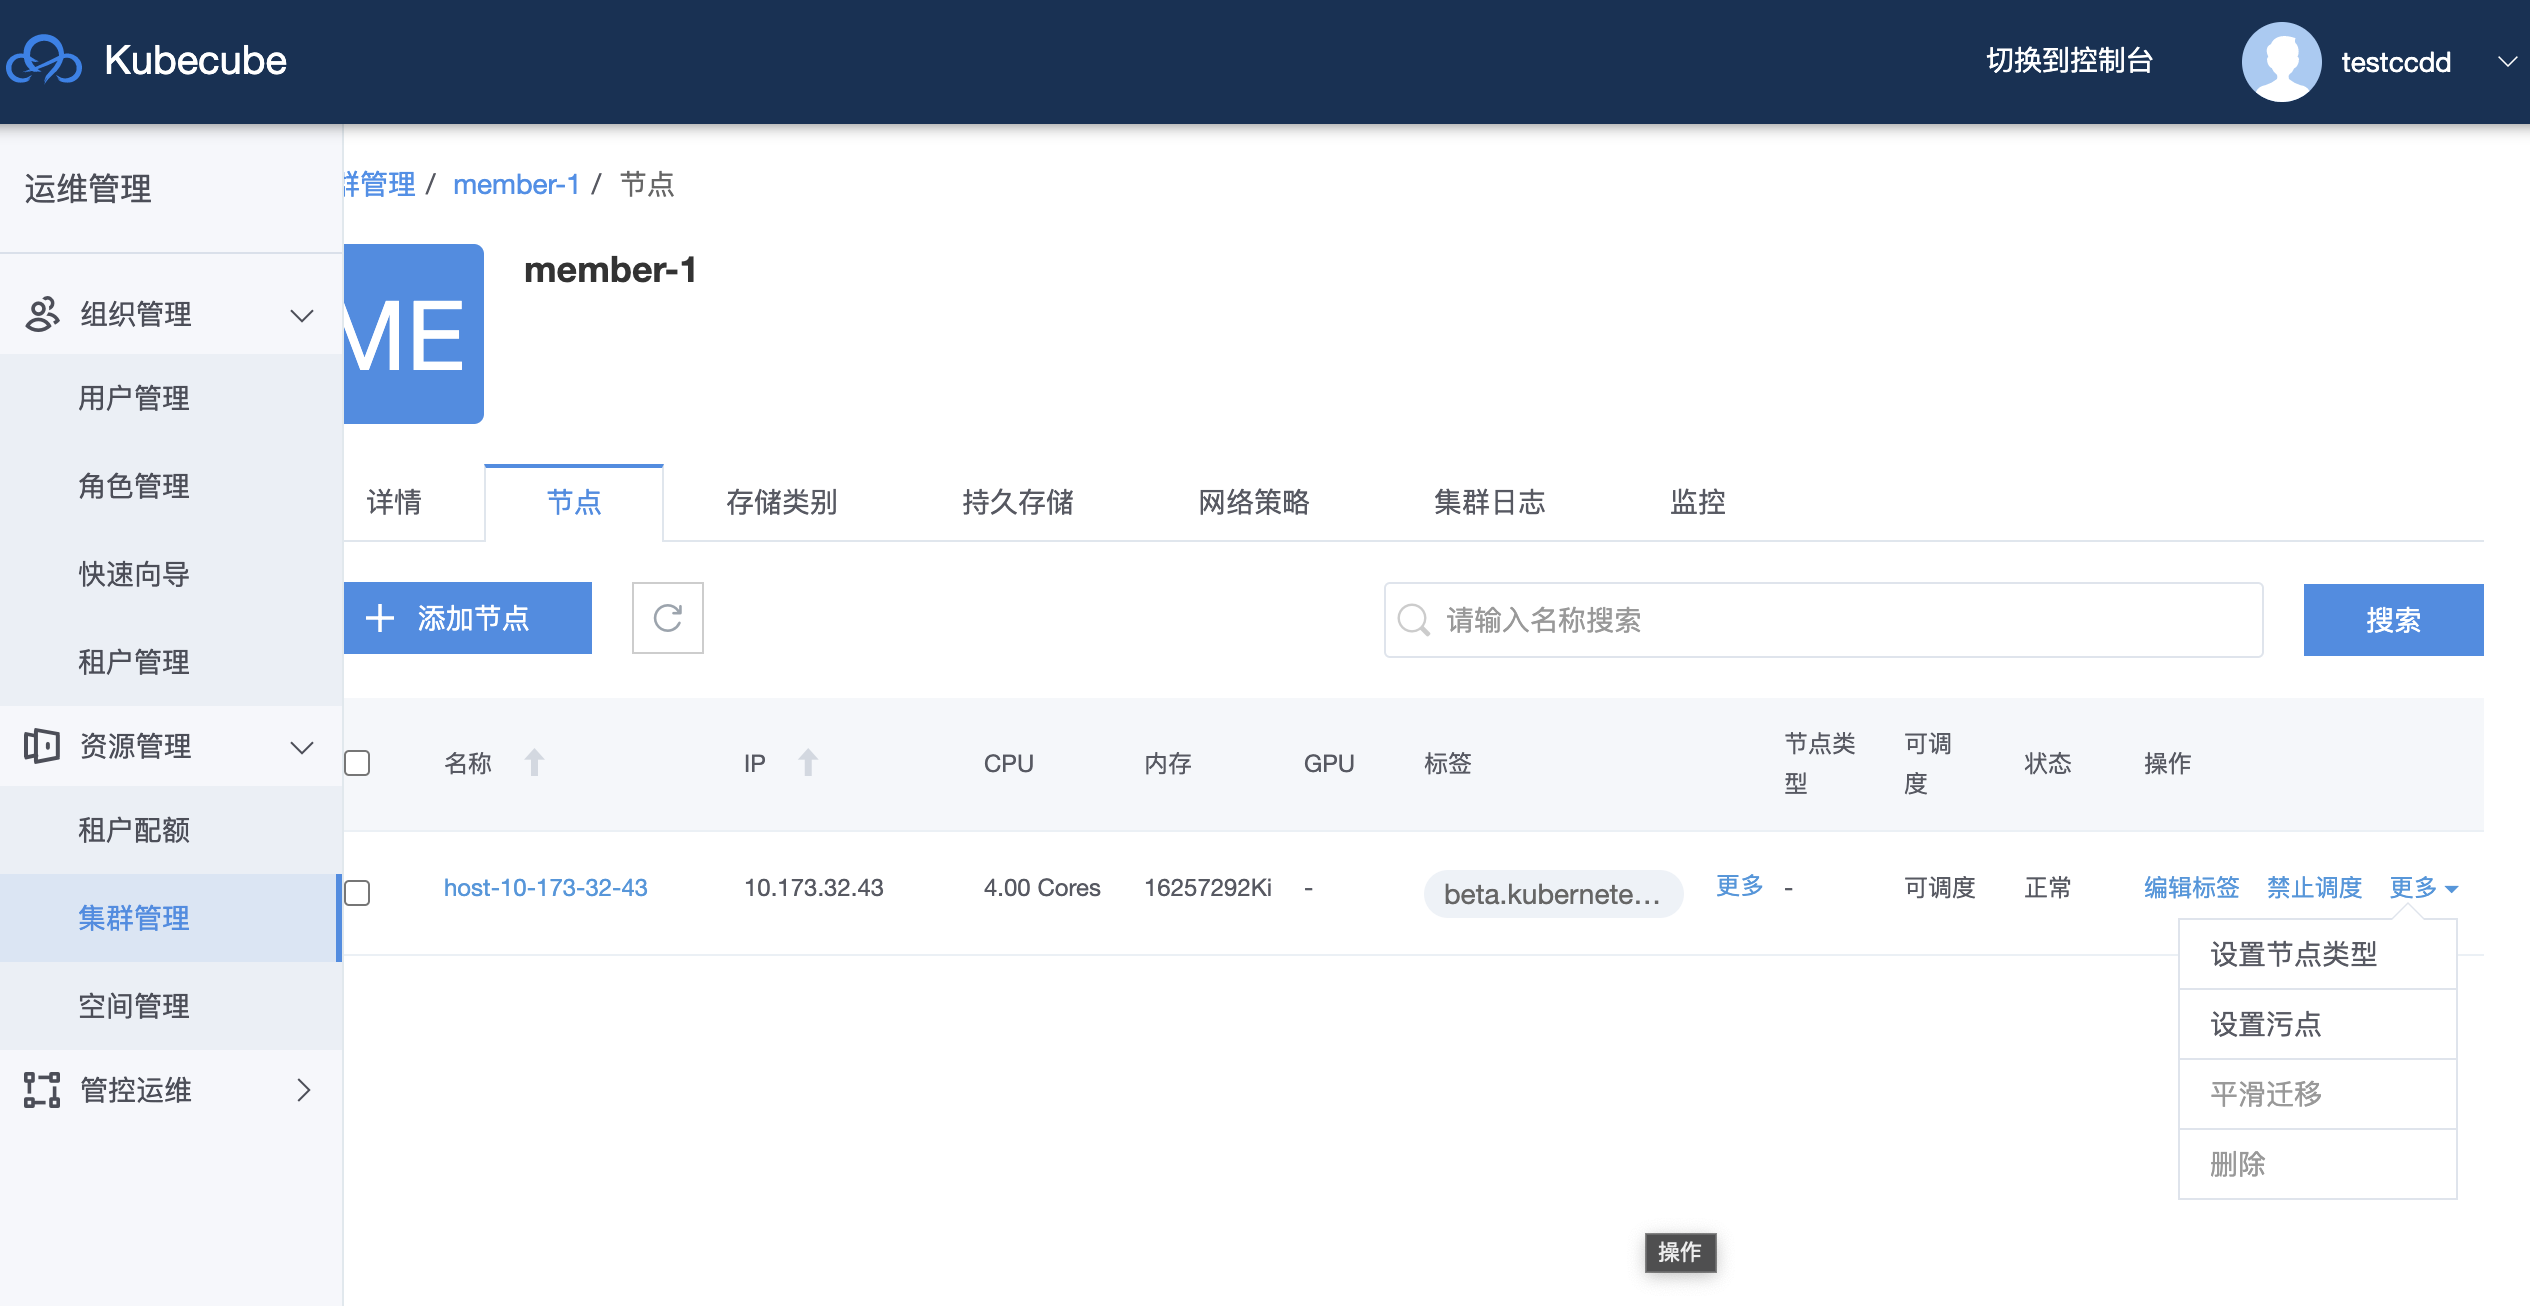 Kubecube
切换到控制台
testccdd
运维管理
组织管理
用户管理
角色管理
快速向导
租户管理
资源管理
租户配额
集群管理
空间管理
管控运维
群管理 / member-1 / 节点
ME
member-1
详情 节点 存储类别 持久存储 网络策略 集群日志 监控
添加节点
请输入名称搜索
搜索
名称 IP CPU 内存 GPU 标签 节点类型 可调度 状态 操作
host-10-173-32-43 10.173.32.43 4.00 Cores 16257292Ki - beta.kubernete... 更多 - 可调度 正常 编辑标签 禁止调度 更多
设置节点类型
设置污点
平滑迁移
删除
操作